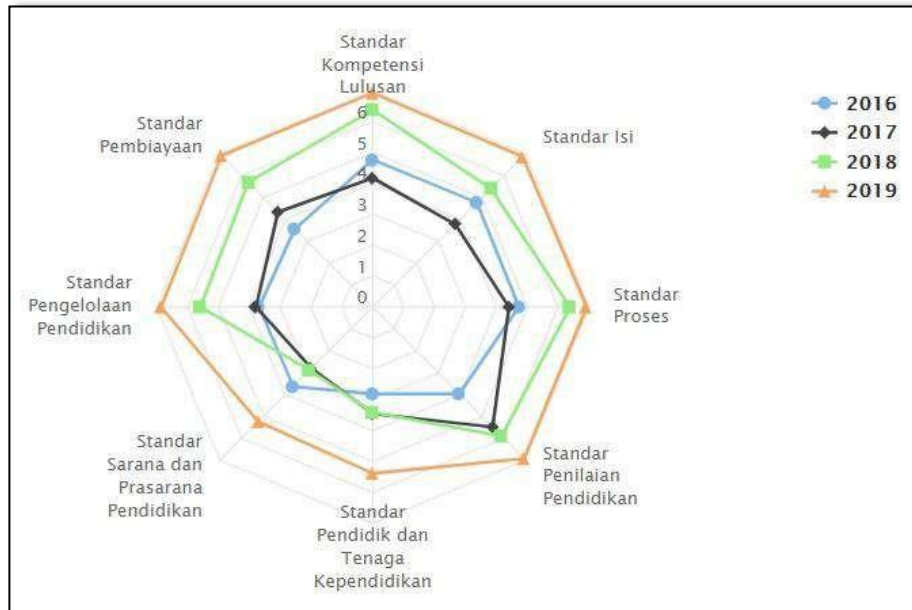 Standar
Kompetensi
Lulusan
Standar Isi
Standar
Proses
Standar
Penilaian
Pendidikan
Standar
Pendidik dan
Tenaga
Kependidikan
Standar
Sarana dan
Prasarana
Pendidikan
Standar
Pengelolaan
Pendidikan
Standar
Pembiayaan
6
5
4
3
2
1
0
2016
2017
2018
2019